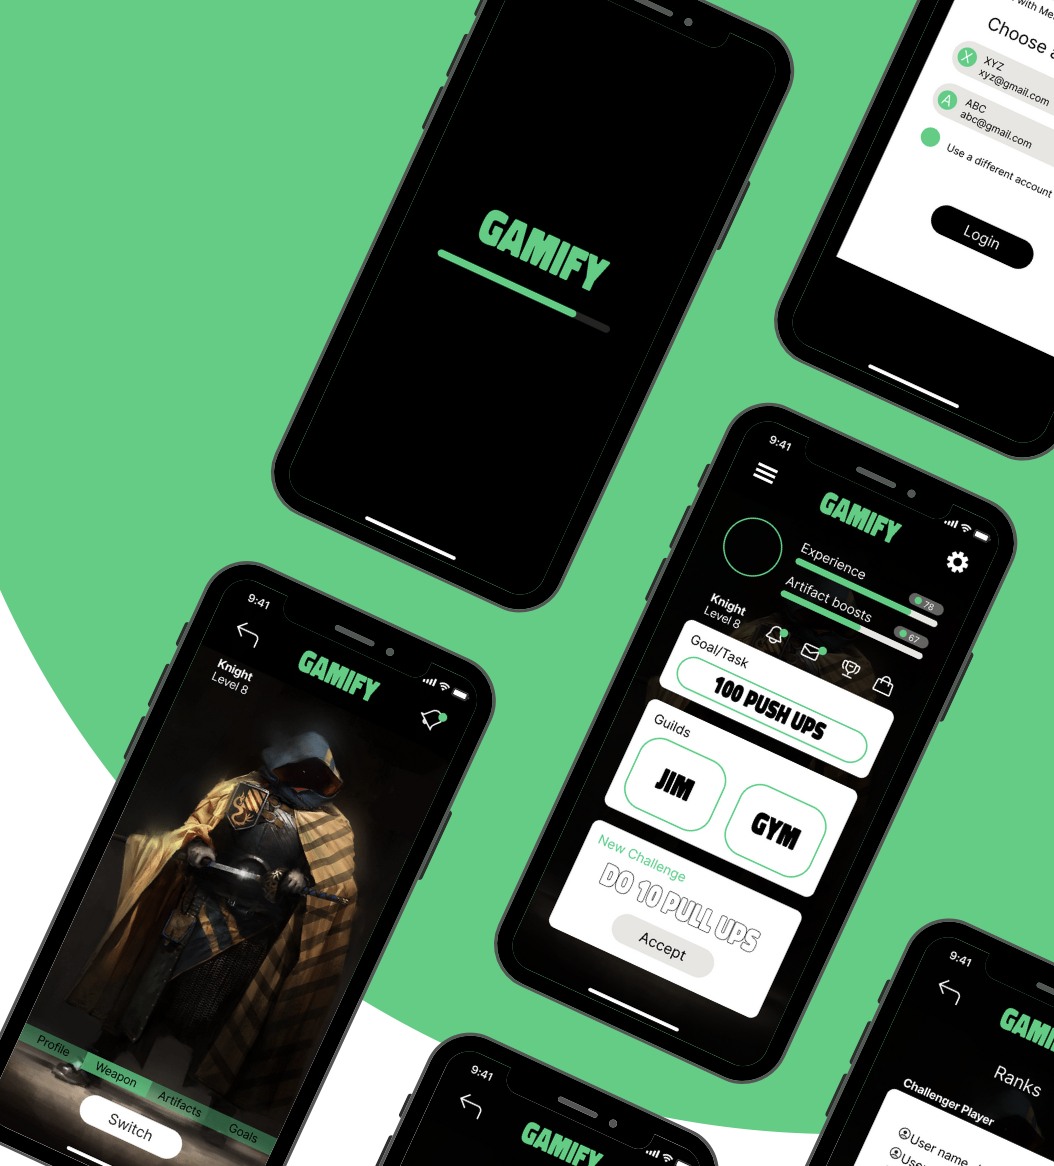 with Me
Choose a
X
XYZ
xyz@gmail.com
A
ABC
abc@gmail.com
Use a different account
Login
GAMIFY
9:41
GAMIFY
Experience
78
Artifact boosts
67
Knight
Level 8
Goal/Task
100 PUSH UPS
Guilds
JIM
GYM
New Challenge
DO 10 PULL UPS
Accept
9:41
GAMIFY
Knight
Level 8
Profile
Weapon
Artifacts
Goals
Switch
9:41
GAMIFY
9:41
GAMI
Ranks
Challenger Player
User name